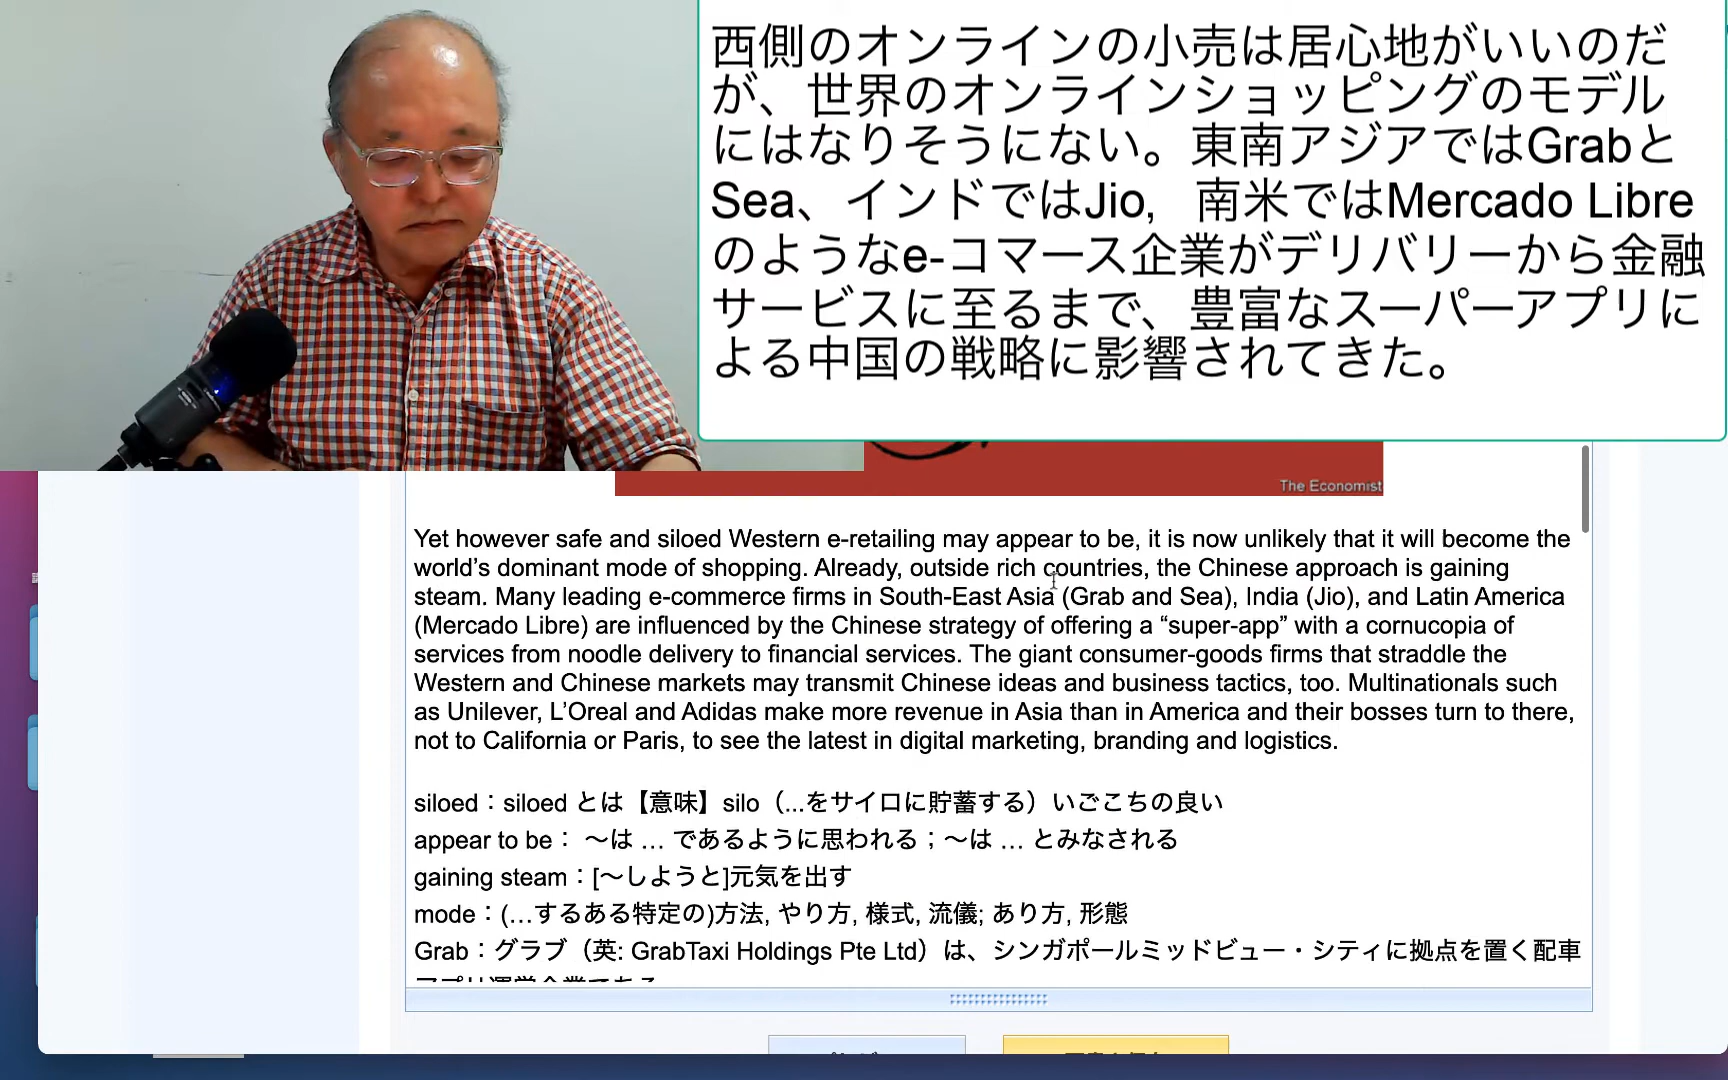 西側のオンラインの小売は居心地がいいのだ
が、世界のオンラインショッピングのモデル
にはなりそうにない。東南アジアではGrabと
Sea、インドではJio,　南米ではMercado Libre
のようなe-コマース企業がデリバリーから金融
サービスに至るまで、豊富なスーパーアプリに
よる中国の戦略に影響されてきた。
The Economist
Yet however safe and siloed Western e-retailing may appear to be, it is now unlikely that it will become the
world’s dominant mode of shopping. Already, outside rich countries, the Chinese approach is gaining
steam. Many leading e-commerce firms in South-East Asia (Grab and Sea), India (Jio), and Latin America
(Mercado Libre) are influenced by the Chinese strategy of offering a “super-app” with a cornucopia of
services from noodle delivery to financial services. The giant consumer-goods firms that straddle the
Western and Chinese markets may transmit Chinese ideas and business tactics, too. Multinationals such
as Unilever, L’Oreal and Adidas make more revenue in Asia than in America and their bosses turn to there,
not to California or Paris, to see the latest in digital marketing, branding and logistics.
siloed：siloed とは【意味】silo（...をサイロに貯蓄する）いごこちの良い
appear to be： 〜は … であるように思われる；〜は … とみなされる
gaining steam：[〜しようと]元気を出す
mode：(…するある特定の)方法, やり方, 様式, 流儀; あり方, 形態
Grab：グラブ（英: GrabTaxi Holdings Pte Ltd）は、シンガポールミッドビュー・シティに拠点を置く配車